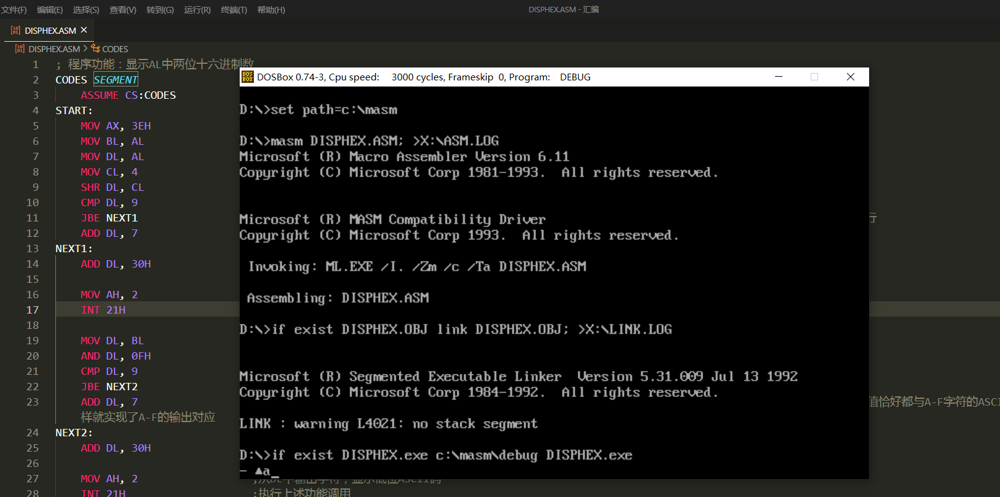 文件(F) 编辑(E) 选择(S) 查看(V) 转到(G) 运行(R) 终端(T) 帮助(H) DISPHEX.ASM - 汇编
DISPHEX.ASM ×
DISPHEX.ASM > CODES
1 ; 程序功能：显示AL中两位十六进制数
2 CODES SEGMENT
3 ASSUME CS:CODES
4 START:
5 MOV AX, 3EH
6 MOV BL, AL
7 MOV DL, AL
8 MOV CL, 4
9 SHR DL, CL
10 CMP DL, 9
11 JBE NEXT1
行
12 ADD DL, 7
13 NEXT1:
14 ADD DL, 30H
15
16 MOV AH, 2
17 INT 21H
18
19 MOV DL, BL
20 AND DL, 0FH
21 CMP DL, 9
22 JBE NEXT2
23 ADD DL, 7
值恰好都与A-F字符的ASCI
样就实现了A-F的输出对应
24 NEXT2:
25 ADD DL, 30H
26
27 MOV AH, 2
28 INT 21H ;执行上述功能调用
DOSBox 0.74-3, Cpu speed: 3000 cycles, Frameskip 0, Program: DEBUG
D:\>set path=c:\masm
D:\>masm DISPHEX.ASM; >X:\ASM.LOG
Microsoft (R) Macro Assembler Version 6.11
Copyright (C) Microsoft Corp 1981-1993. All rights reserved.
Microsoft (R) MASM Compatibility Driver
Copyright (C) Microsoft Corp 1993. All rights reserved.
Invoking: ML.EXE /I. /Zm /c /Ta DISPHEX.ASM
Assembling: DISPHEX.ASM
D:\>if exist DISPHEX.OBJ link DISPHEX.OBJ; >X:\LINK.LOG
Microsoft (R) Segmented Executable Linker Version 5.31.009 Jul 13 1992
Copyright (C) Microsoft Corp 1984-1992. All rights reserved.
LINK : warning L4021: no stack segment
D:\>if exist DISPHEX.exe c:\masm\debug DISPHEX.exe
- ▲a_